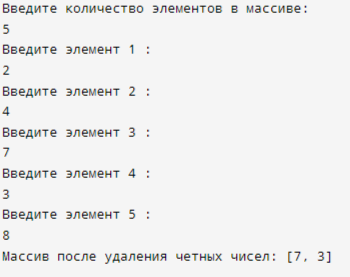 Введите количество элементов в массиве:
5
Введите элемент 1 :
2
Введите элемент 2 :
4
Введите элемент 3 :
7
Введите элемент 4 :
3
Введите элемент 5 :
8
Массив после удаления четных чисел: [7, 3]